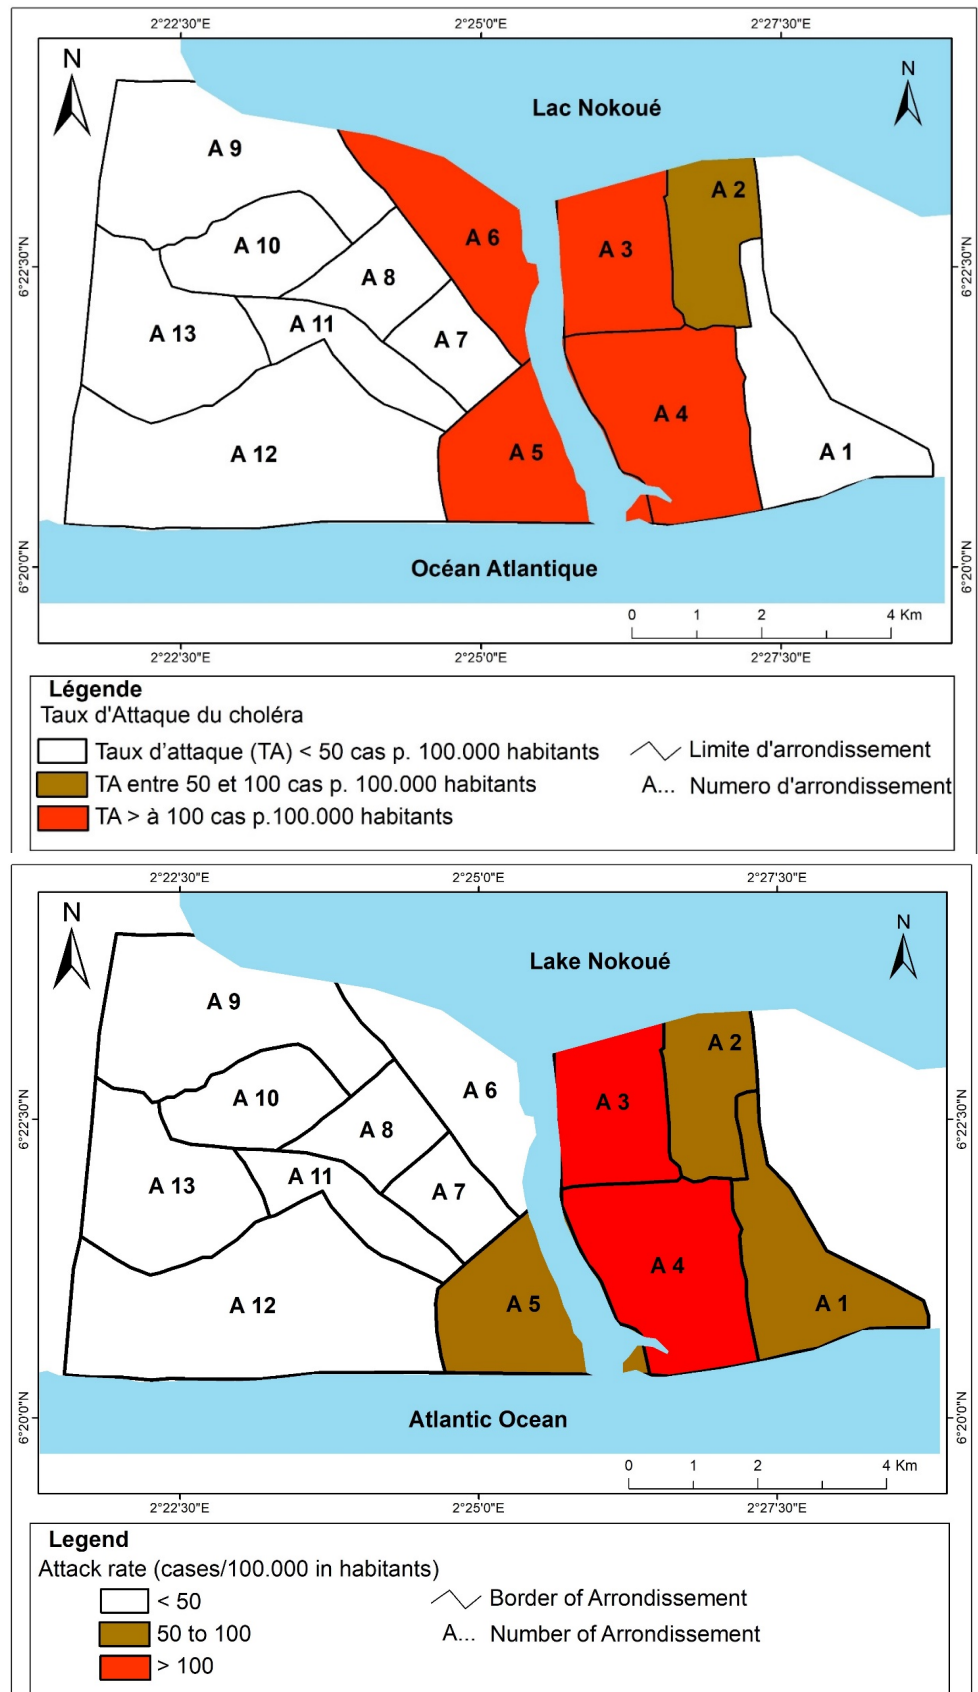 2°22'30"E 2°25'0"E 2°27'30"E
N N
Lac Nokoué
A 9
A 2
A 10
A 6
A 3
6°22'30"N 6°22'30"N
A 8
A 11
A 13
A 7
A 4
A 12
A 5
A 1
6°20'0"N 6°20'0"N
Océan Atlantique
0 1 2 4 Km
2°22'30"E 2°25'0"E 2°27'30"E
Légende
Taux d'Attaque du choléra
Taux d'attaque (TA) < 50 cas p. 100.000 habitants
Limite d'arrondissement
TA entre 50 et 100 cas p. 100.000 habitants
A... Numero d'arrondissement
TA > à 100 cas p.100.000 habitants
2°22'30"E 2°25'0"E 2°27'30"E
N N
Lake Nokoué
A 9
A 2
A 10
A 6
A 3
6°22'30"N 6°22'30"N
A 8
A 11
A 13
A 7
A 4
A 12
A 5
A 1
6°20'0"N 6°20'0"N
Atlantic Ocean
0 1 2 4 Km
2°22'30"E 2°25'0"E 2°27'30"E
Legend
Attack rate (cases/100.000 in habitants)
< 50
Border of Arrondissement
50 to 100
A... Number of Arrondissement
> 100